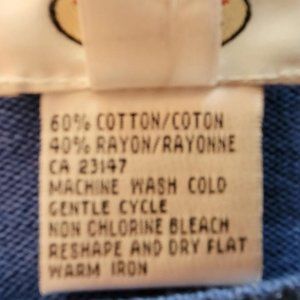 60% COTTON/COTON
40% RAYON/RAYONNE
CA 23147
MACHINE WASH COLD
GENTLE CYCLE
NON CHLORINE BLEACH
RESHAPE AND DRY FLAT
WARM IRON